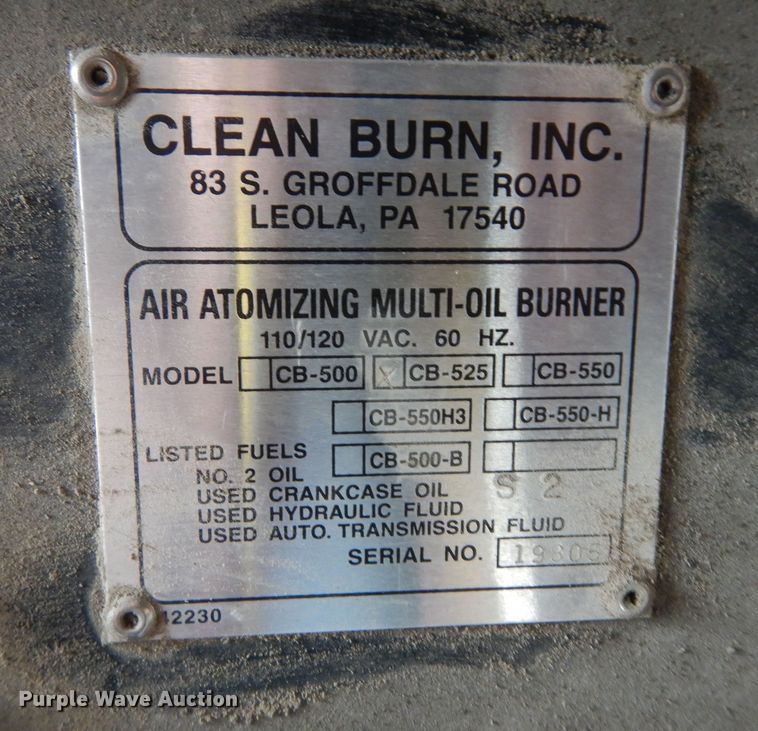 CLEAN BURN, INC.
83 S. GROFFDALE ROAD
LEOLA, PA 17540
AIR ATOMIZING MULTI-OIL BURNER
110/120 VAC. 60 HZ.
MODEL CB-500 X CB-525 CB-550
CB-550H3 CB-550-H
LISTED FUELS CB-500-B
NO. 2 OIL
USED CRANKCASE OIL S 2
USED HYDRAULIC FLUID
USED AUTO. TRANSMISSION FLUID
SERIAL NO.
42230
Purple Wave Auction